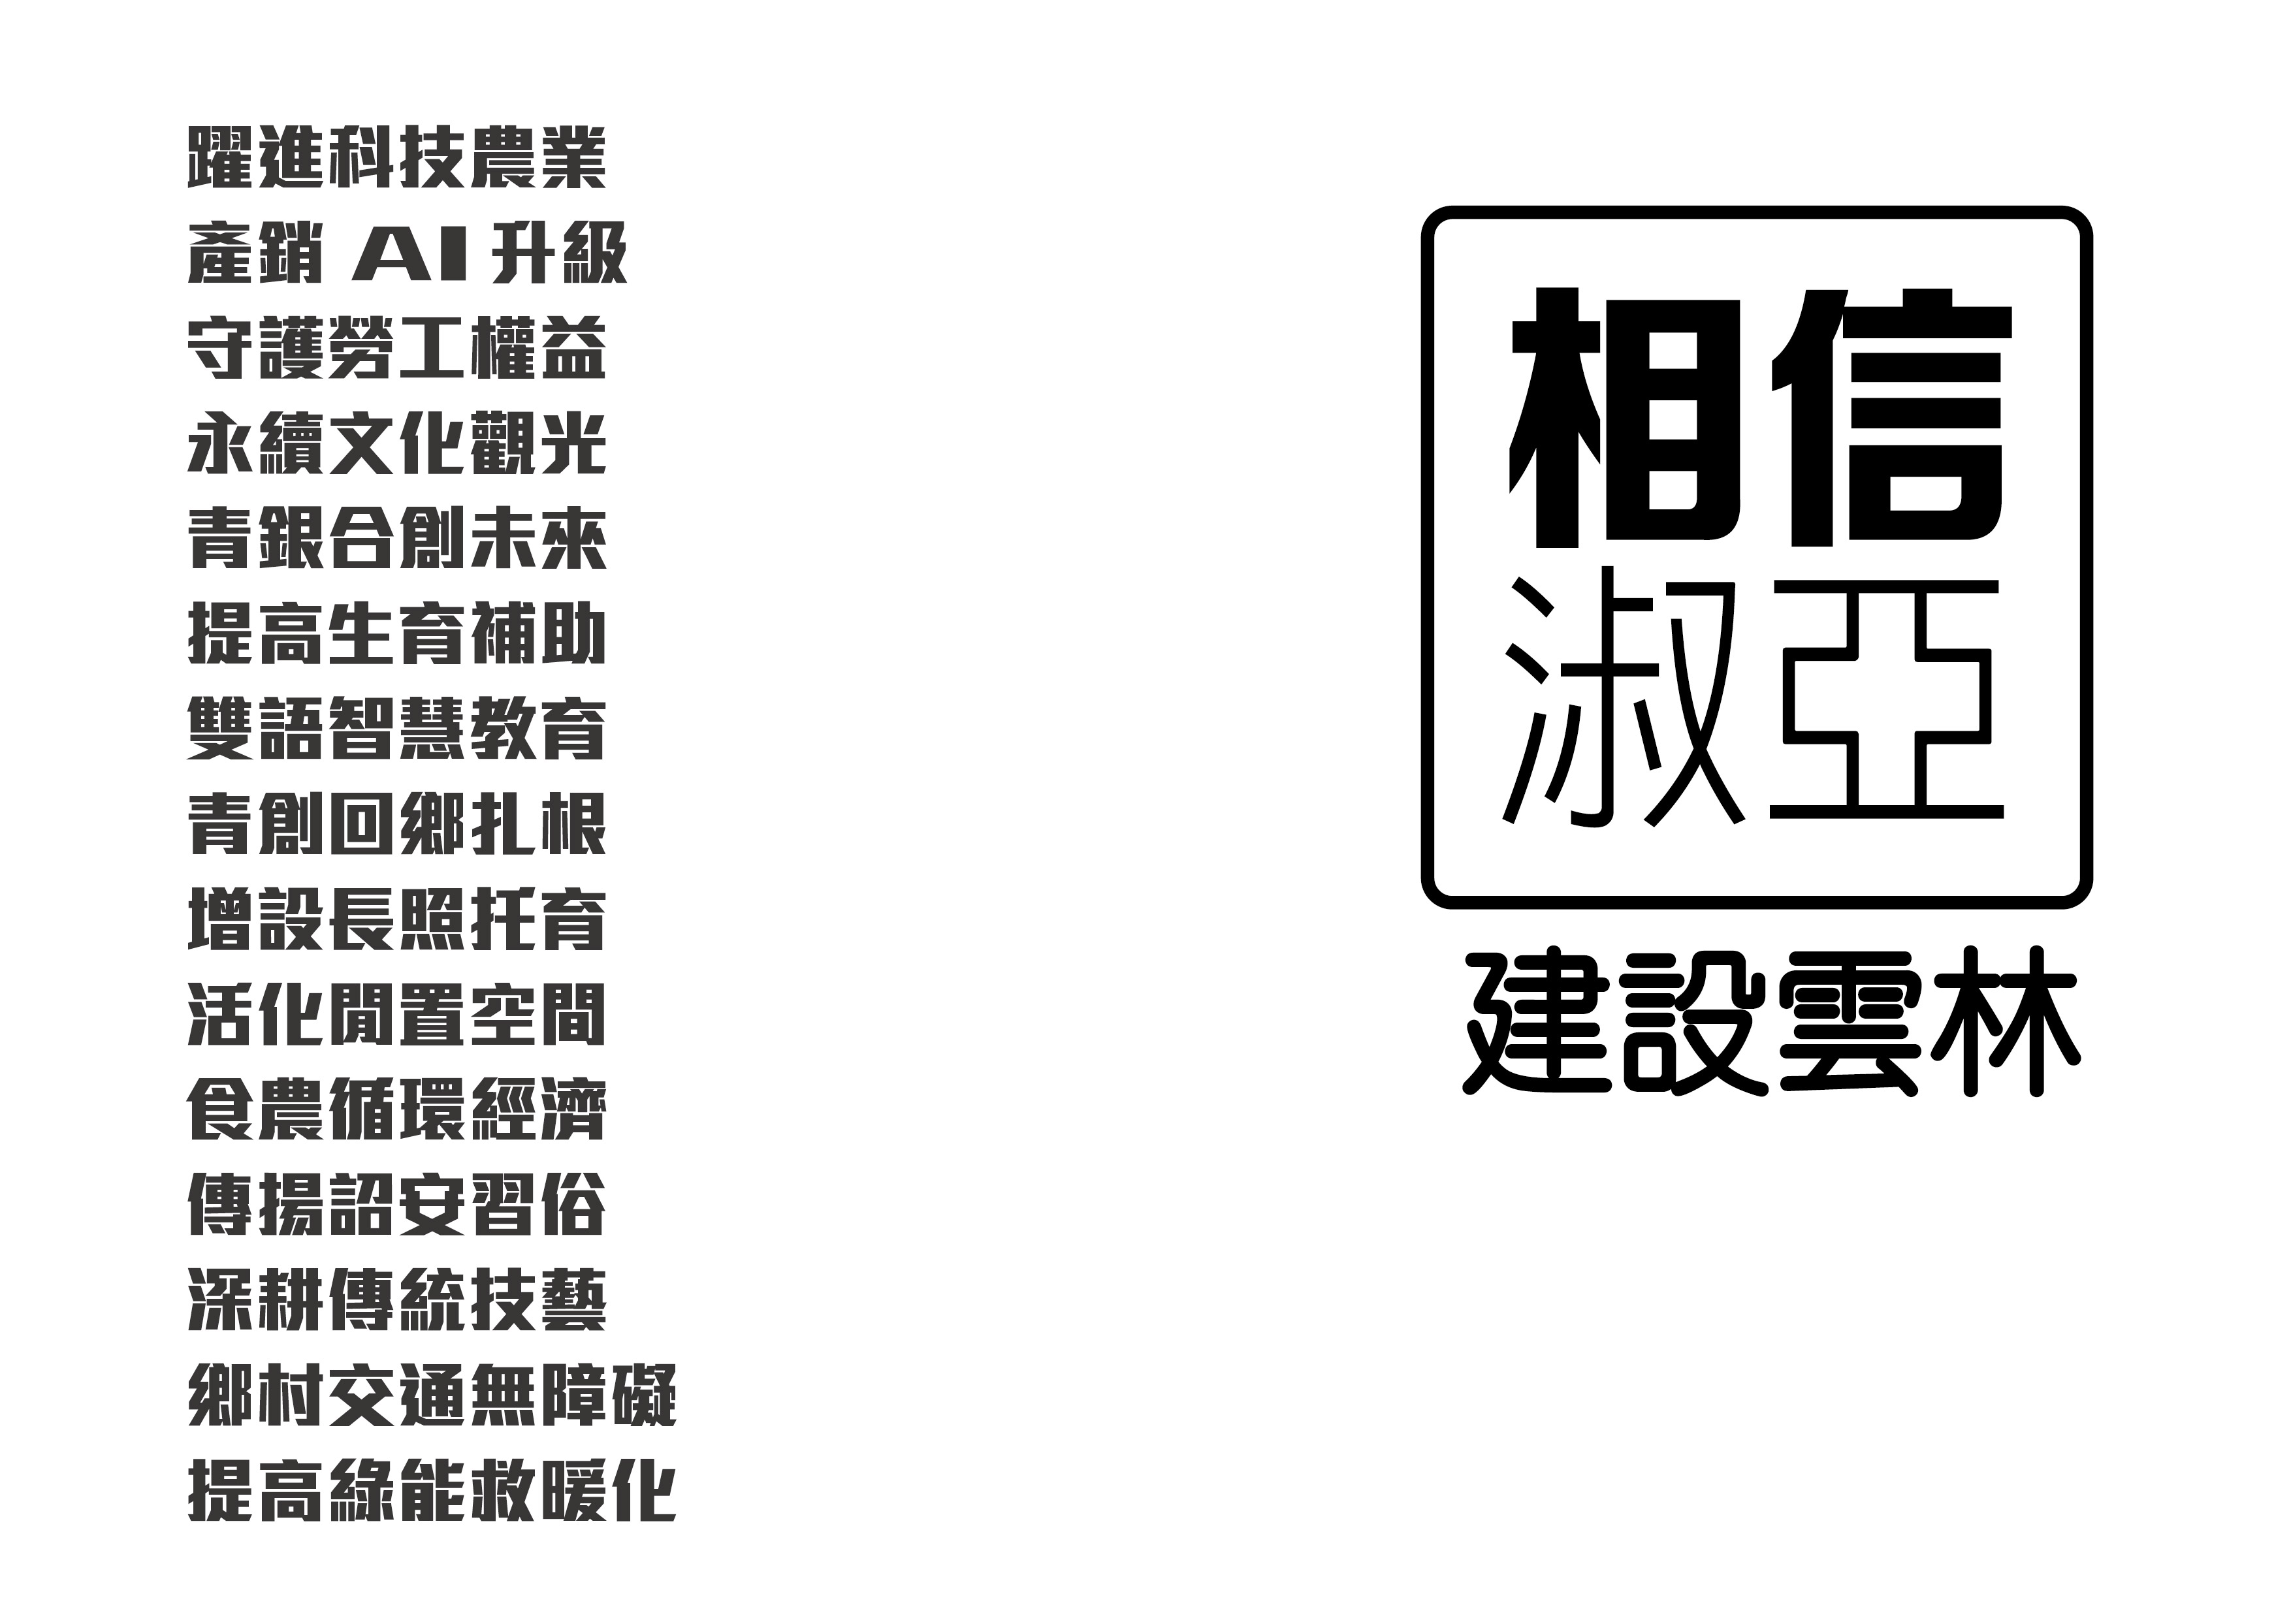 躍進科技農業
產銷 AI 升級
守護勞工權益
永續文化觀光
青銀合創未來
提高生育補助
雙語智慧教育
青創回鄉扎根
增設長照托育
活化閒置空間
食農循環經濟
傳揚詔安習俗
深耕傳統技藝
鄉村交通無障礙
提高綠能救暖化
相信
淑亞
建設雲林